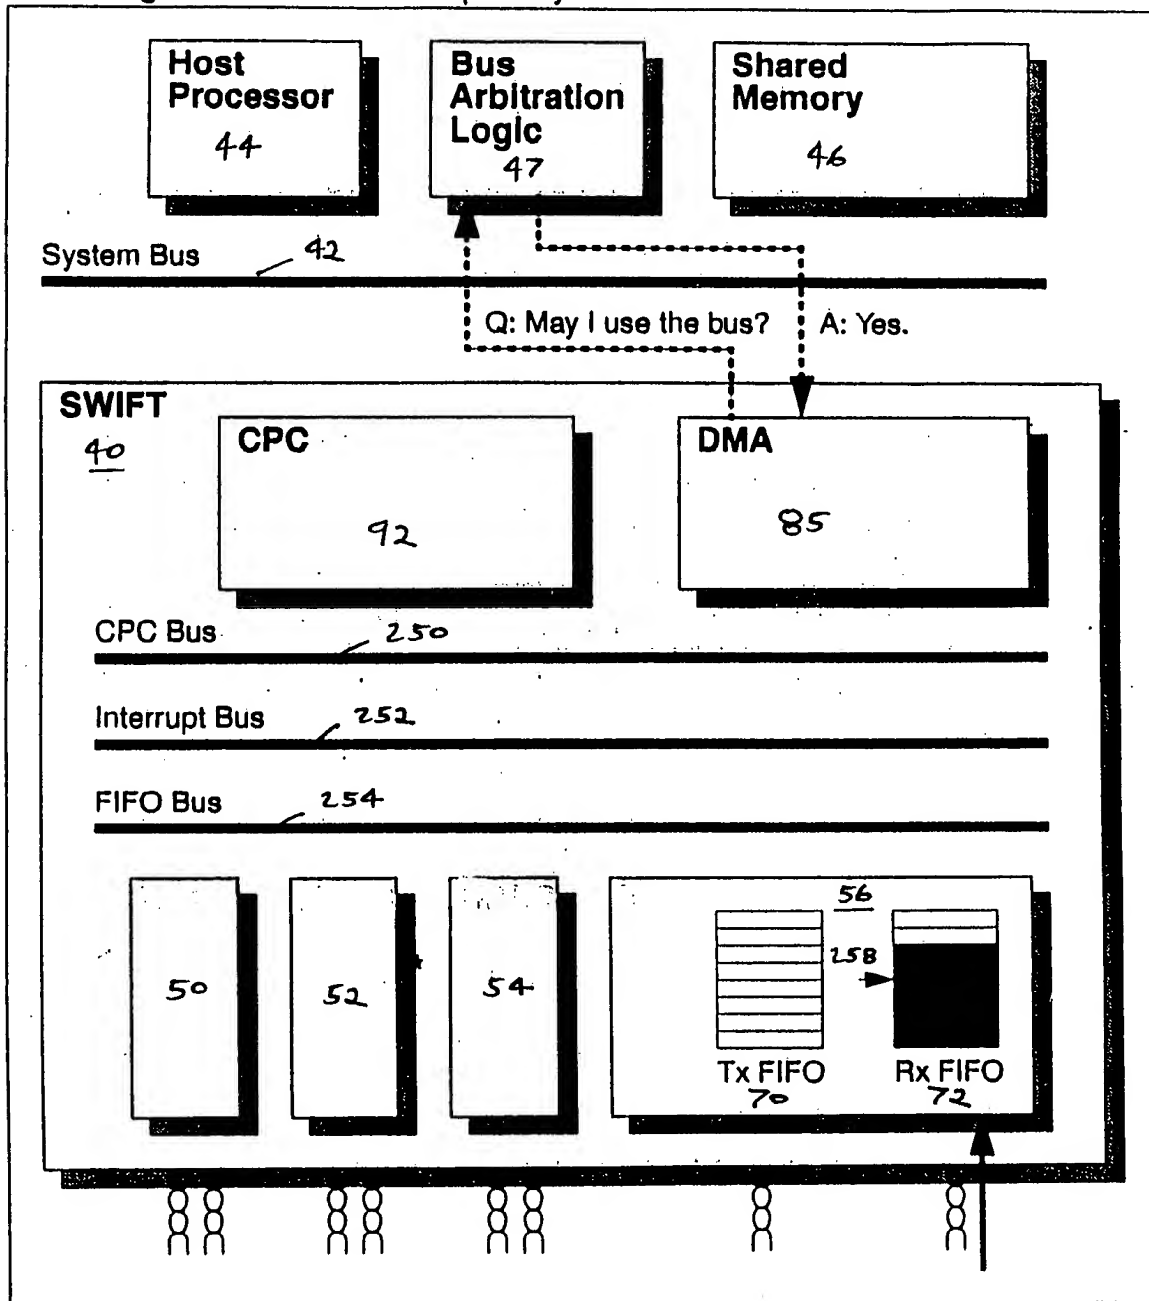 Host
Processor
44
Bus
Arbitration
Logic
47
Shared
Memory
46
System Bus
42
Q: May I use the bus?
A: Yes.
SWIFT
40
CPC
92
DMA
85
CPC Bus
250
Interrupt Bus
252
FIFO Bus
254
50
52
54
56
258
Tx FIFO
70
Rx FIFO
72